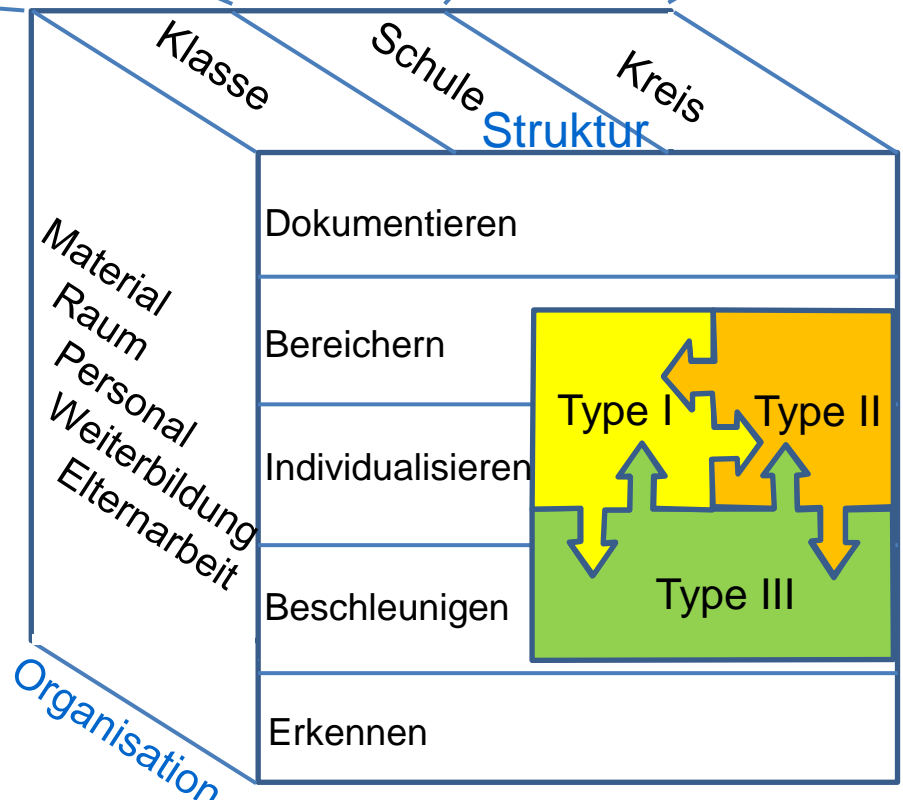 Klasse
Schule
Kreis
Struktur
Material
Raum
Personal
Weiterbildung
Elternarbeit
Organisation
Dokumentieren
Bereichern
Individualisieren
Beschleunigen
Erkennen
Type I
Type II
Type III